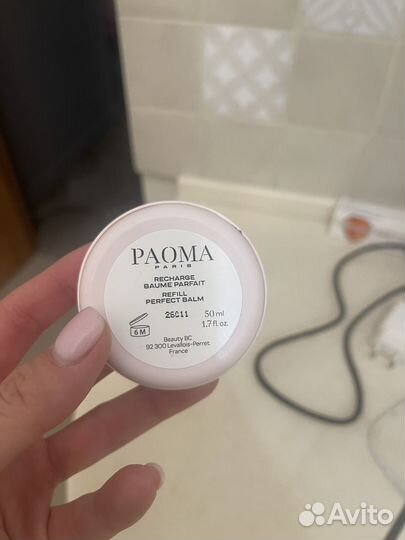 PAOMA
PARIS
RECHARGE
BAUME PARFAIT
REFILL
PERFECT BALM
26C11
50 ml
1.7 fl.oz.
6 M
Beauty BC
92 300 Levallois-Perret
France
Avito